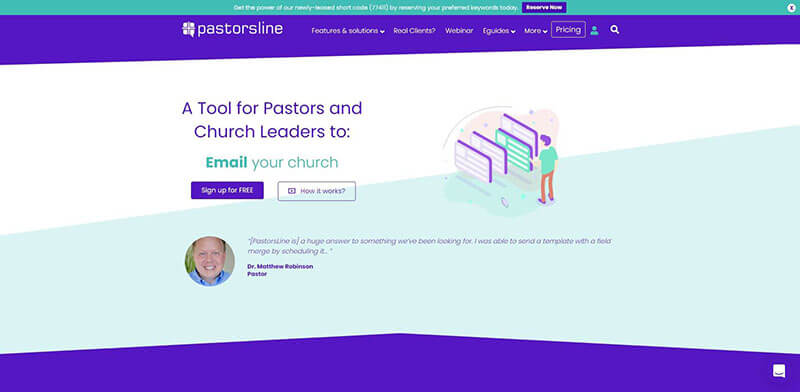 Get the power of our newly-leased short code (77411) by reserving your preferred keywords today. Reserve Now X
pastorsline Features & solutions Real Clients? Webinar Eguides More Pricing
A Tool for Pastors and
Church Leaders to:
Email your church
Sign up for FREE How it works?
"[PastorsLine is] a huge answer to something we've been looking for. I was able to send a template with a field
merge by scheduling it... "
Dr. Matthew Robinson
Pastor